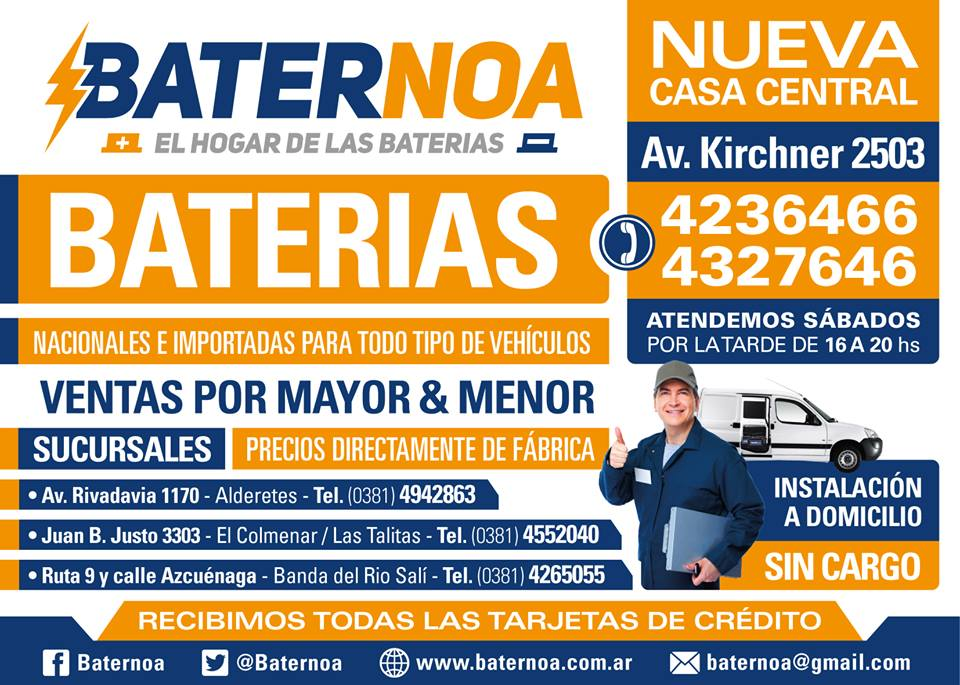 BATERNOA
EL HOGAR DE LAS BATERIAS
NUEVA
CASA CENTRAL
Av. Kirchner 2503
4236466
4327646
ATENDEMOS SÁBADOS
POR LA TARDE DE 16 A 20 hs
BATERIAS
NACIONALES E IMPORTADAS PARA TODO TIPO DE VEHÍCULOS
VENTAS POR MAYOR & MENOR
SUCURSALES
PRECIOS DIRECTAMENTE DE FÁBRICA
• Av. Rivadavia 1170 - Alderetes - Tel. (0381) 4942863
• Juan B. Justo 3303 - El Colmenar / Las Talitas - Tel. (0381) 4552040
• Ruta 9 y calle Azcuénaga - Banda del Rio Salí - Tel. (0381) 4265055
INSTALACIÓN
A DOMICILIO
SIN CARGO
RECIBIMOS TODAS LAS TARJETAS DE CRÉDITO
Baternoa
@Baternoa
www.baternoa.com.ar
baternoa@gmail.com